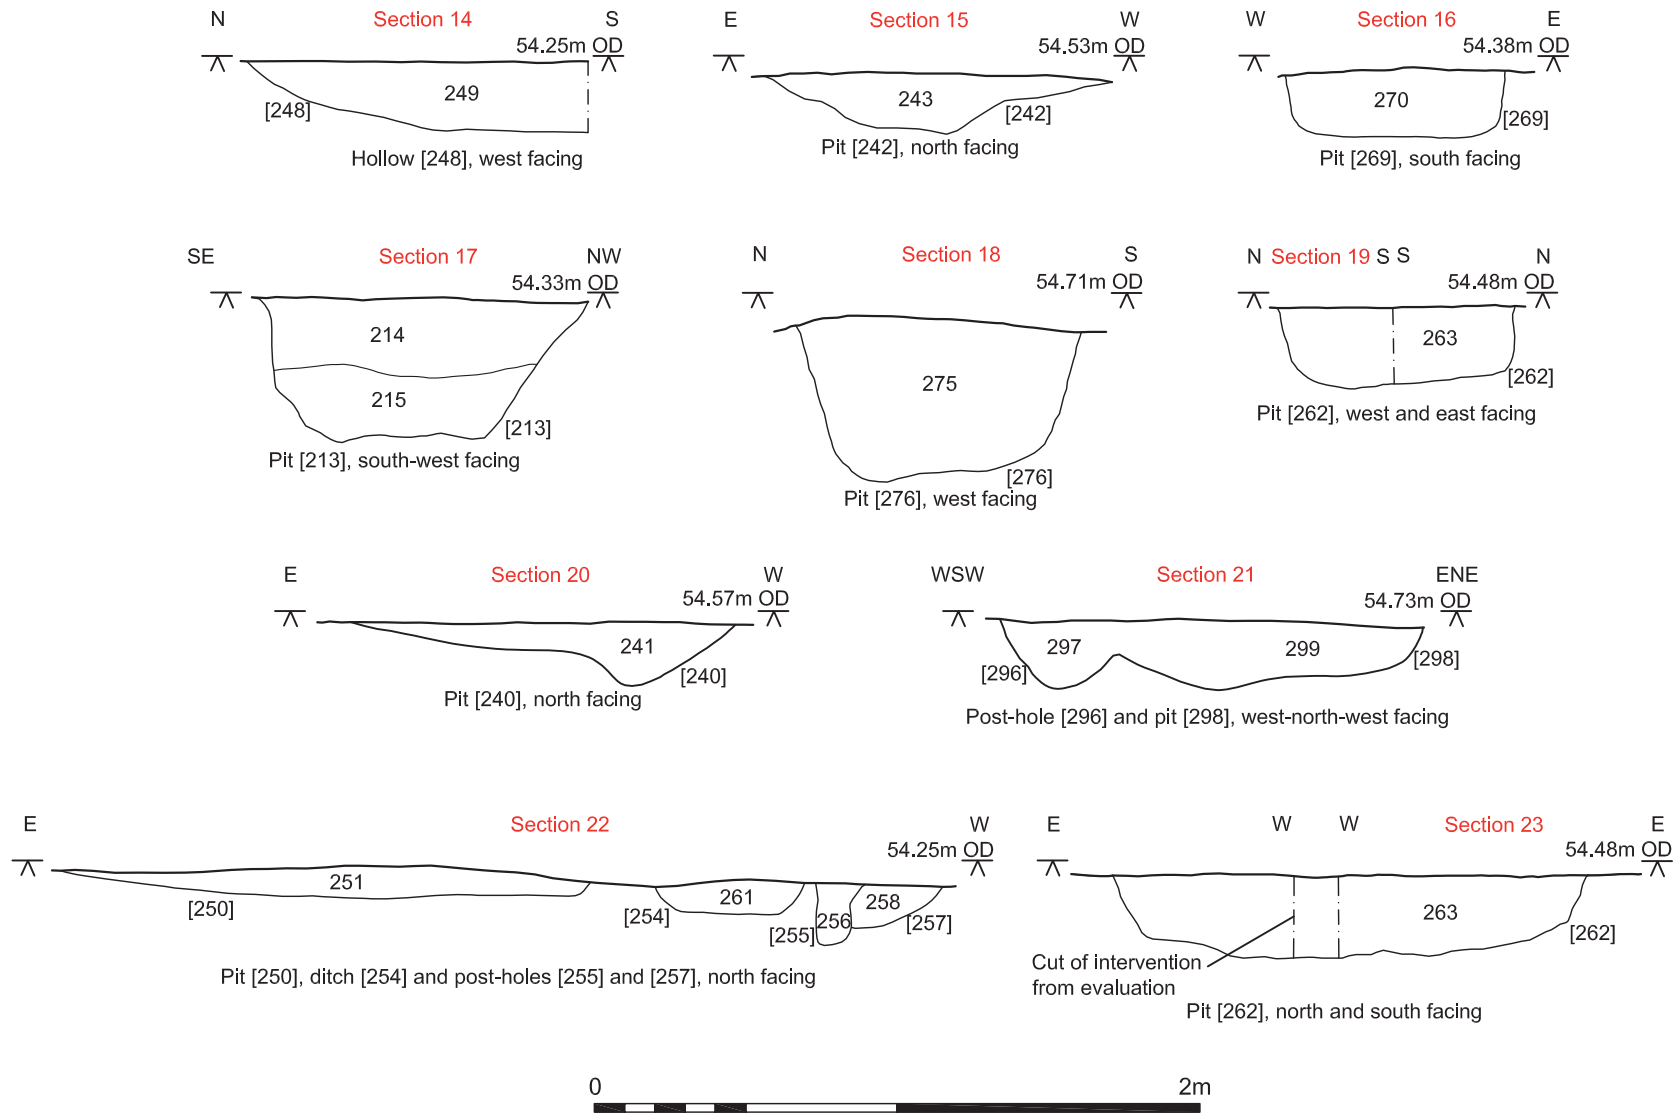 N Section 14 S
54.25m OD
249
[248]
Hollow [248], west facing
E Section 15 W
54.53m OD
243
[242]
Pit [242], north facing
W Section 16 E
54.38m OD
270
[269]
Pit [269], south facing
SE Section 17 NW
54.33m OD
214
215
[213]
Pit [213], south-west facing
N Section 18 S
54.71m OD
275
[276]
Pit [276], west facing
N Section 19 S S N
54.48m OD
263
[262]
Pit [262], west and east facing
E Section 20 W
54.57m OD
241
[240]
Pit [240], north facing
WSW Section 21 ENE
54.73m OD
297 299
[296] [298]
Post-hole [296] and pit [298], west-north-west facing
E Section 22 W
54.25m OD
251 261 256 258
[250] [254] [255] [257]
Pit [250], ditch [254] and post-holes [255] and [257], north facing
E W W Section 23 E
54.48m OD
263
[262]
Cut of intervention
from evaluation
Pit [262], north and south facing
0 2m